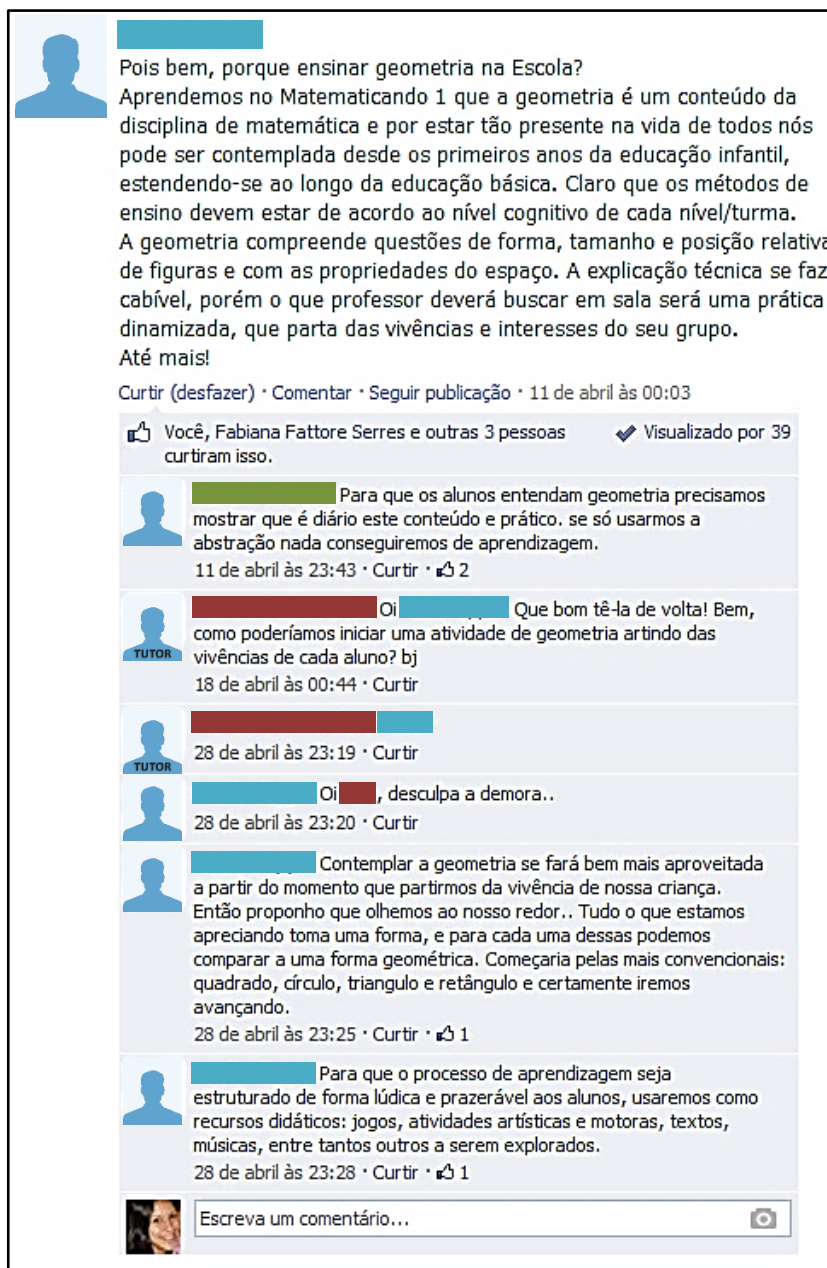 Pois bem, porque ensinar geometria na Escola?
Aprendemos no Matematicando 1 que a geometria é um conteúdo da
disciplina de matemática e por estar tão presente na vida de todos nós
pode ser contemplada desde os primeiros anos da educação infantil,
estendendo-se ao longo da educação básica. Claro que os métodos de
ensino devem estar de acordo ao nível cognitivo de cada nível/turma.
A geometria compreende questões de forma, tamanho e posição relativa
de figuras e com as propriedades do espaço. A explicação técnica se faz
cabível, porém o que professor deverá buscar em sala será uma prática
dinamizada, que parta das vivências e interesses do seu grupo.
Até mais!
Curtir (desfazer) · Comentar · Seguir publicação · 11 de abril às 00:03
Você, Fabiana Fattore Serres e outras 3 pessoas
curtiram isso.
Visualizado por 39
Para que os alunos entendam geometria precisamos
mostrar que é diário este conteúdo e prático. se só usarmos a
abstração nada conseguiremos de aprendizagem.
11 de abril às 23:43 · Curtir · 2
Oi Que bom tê-la de volta! Bem,
como poderíamos iniciar uma atividade de geometria artindo das
vivências de cada aluno? bj
TUTOR
18 de abril às 00:44 · Curtir
28 de abril às 23:19 · Curtir
TUTOR
Oi , desculpa a demora..
28 de abril às 23:20 · Curtir
Contemplar a geometria se fará bem mais aproveitada
a partir do momento que partirmos da vivência de nossa criança.
Então proponho que olhemos ao nosso redor.. Tudo o que estamos
apreciando toma uma forma, e para cada uma dessas podemos
comparar a uma forma geométrica. Começaria pelas mais convencionais:
quadrado, círculo, triangulo e retângulo e certamente iremos
avançando.
28 de abril às 23:25 · Curtir · 1
Para que o processo de aprendizagem seja
estruturado de forma lúdica e prazerável aos alunos, usaremos como
recursos didáticos: jogos, atividades artísticas e motoras, textos,
músicas, entre tantos outros a serem explorados.
28 de abril às 23:28 · Curtir · 1
Escreva um comentário...